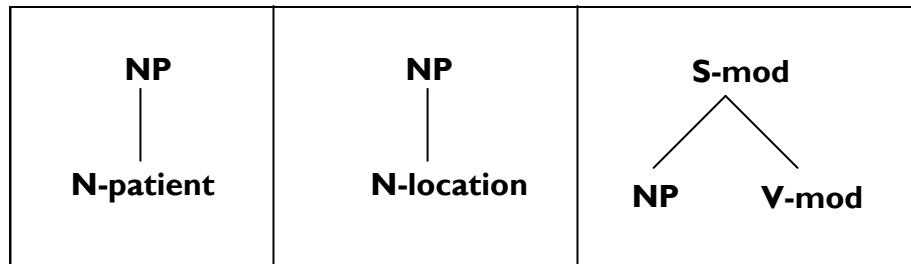 NP
N-patient
NP
N-location
S-mod
NP V-mod